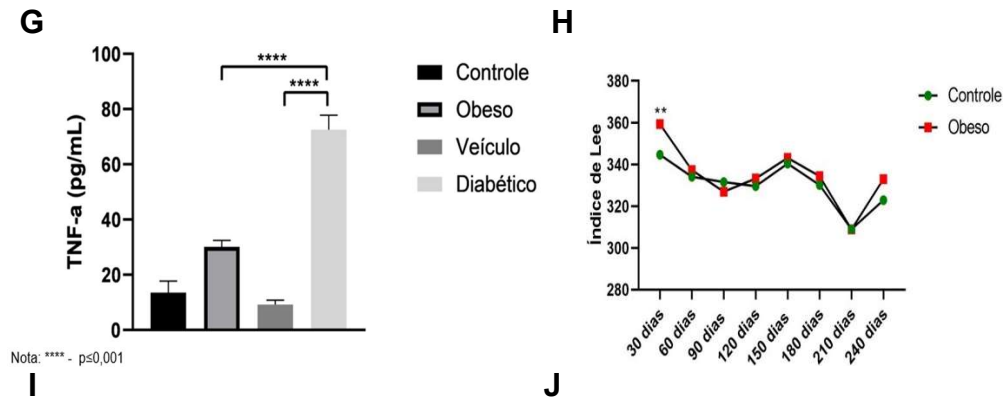 G
TNF-a (pg/mL)
100
80
60
40
20
0
****
****
Controle
Obeso
Veículo
Diabético
Nota: **** - p≤0,001
H
Índice de Lee
380
360
340
320
300
280
**
30 dias
60 dias
90 dias
120 dias
150 dias
180 dias
210 dias
240 dias
Controle
Obeso
I
J